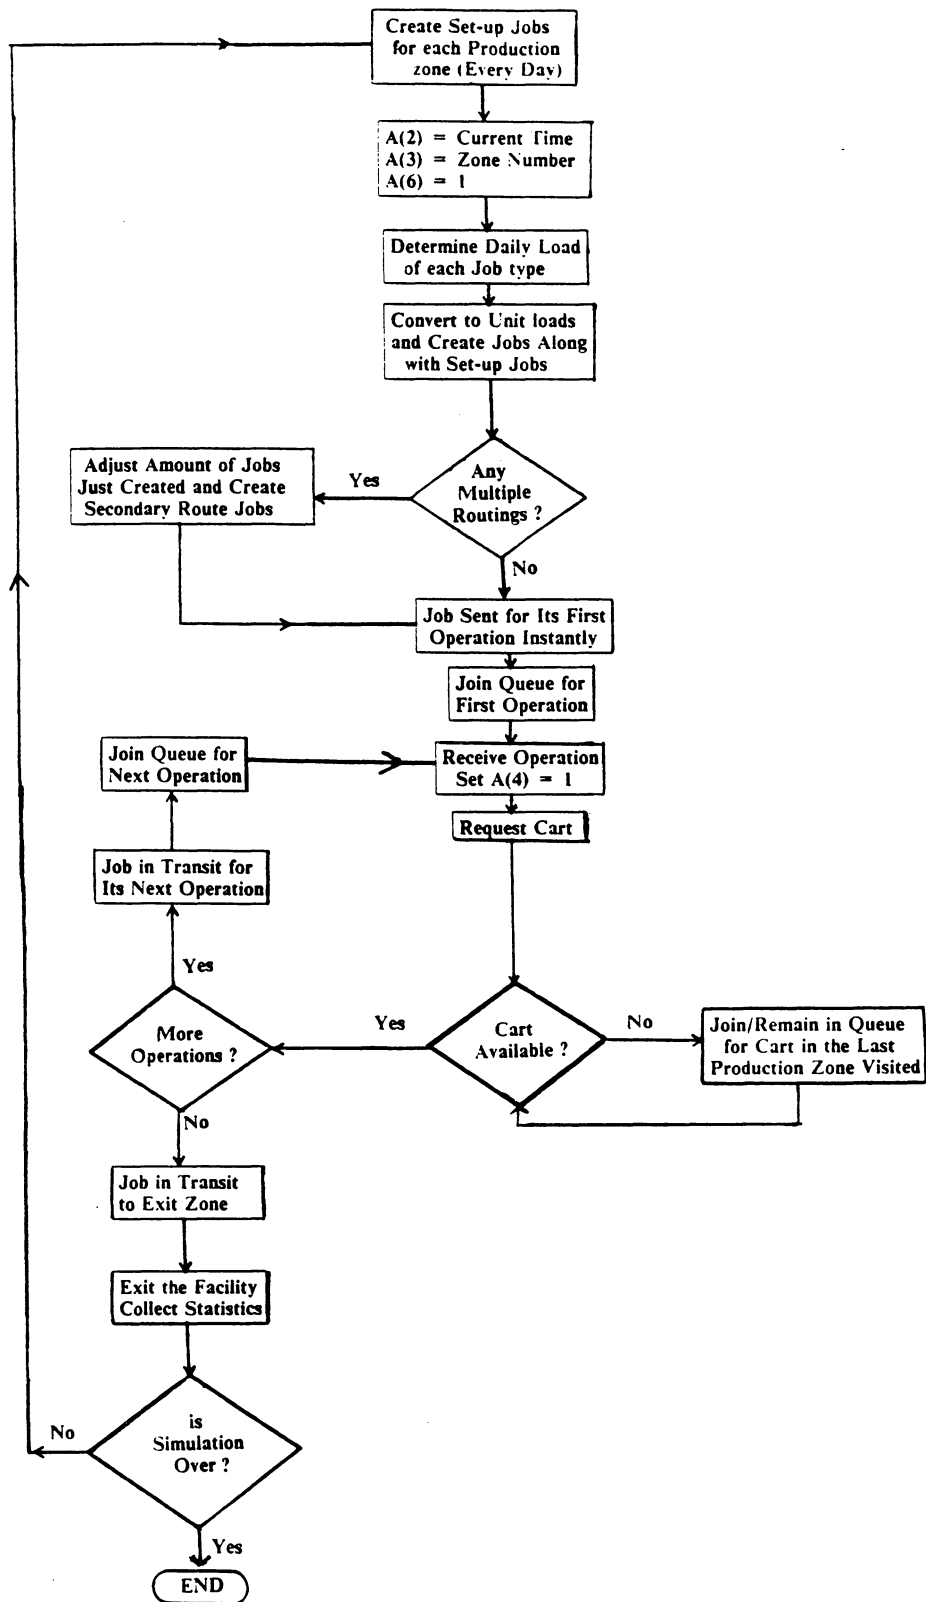 Create Set-up Jobs
for each Production
zone (Every Day)
A(2) = Current Time
A(3) = Zone Number
A(6) = 1
Determine Daily Load
of each Job type
Convert to Unit loads
and Create Jobs Along
with Set-up Jobs
Any
Multiple
Routings ?
Yes
Adjust Amount of Jobs
Just Created and Create
Secondary Route Jobs
No
Job Sent for Its First
Operation Instantly
Join Queue for
First Operation
Join Queue for
Next Operation
Receive Operation
Set A(4) = 1
Request Cart
Job in Transit for
Its Next Operation
Yes
More
Operations ?
Yes
Cart
Available ?
No
Join/Remain in Queue
for Cart in the Last
Production Zone Visited
No
Job in Transit
to Exit Zone
Exit the Facility
Collect Statistics
is
Simulation
Over ?
No
Yes
END